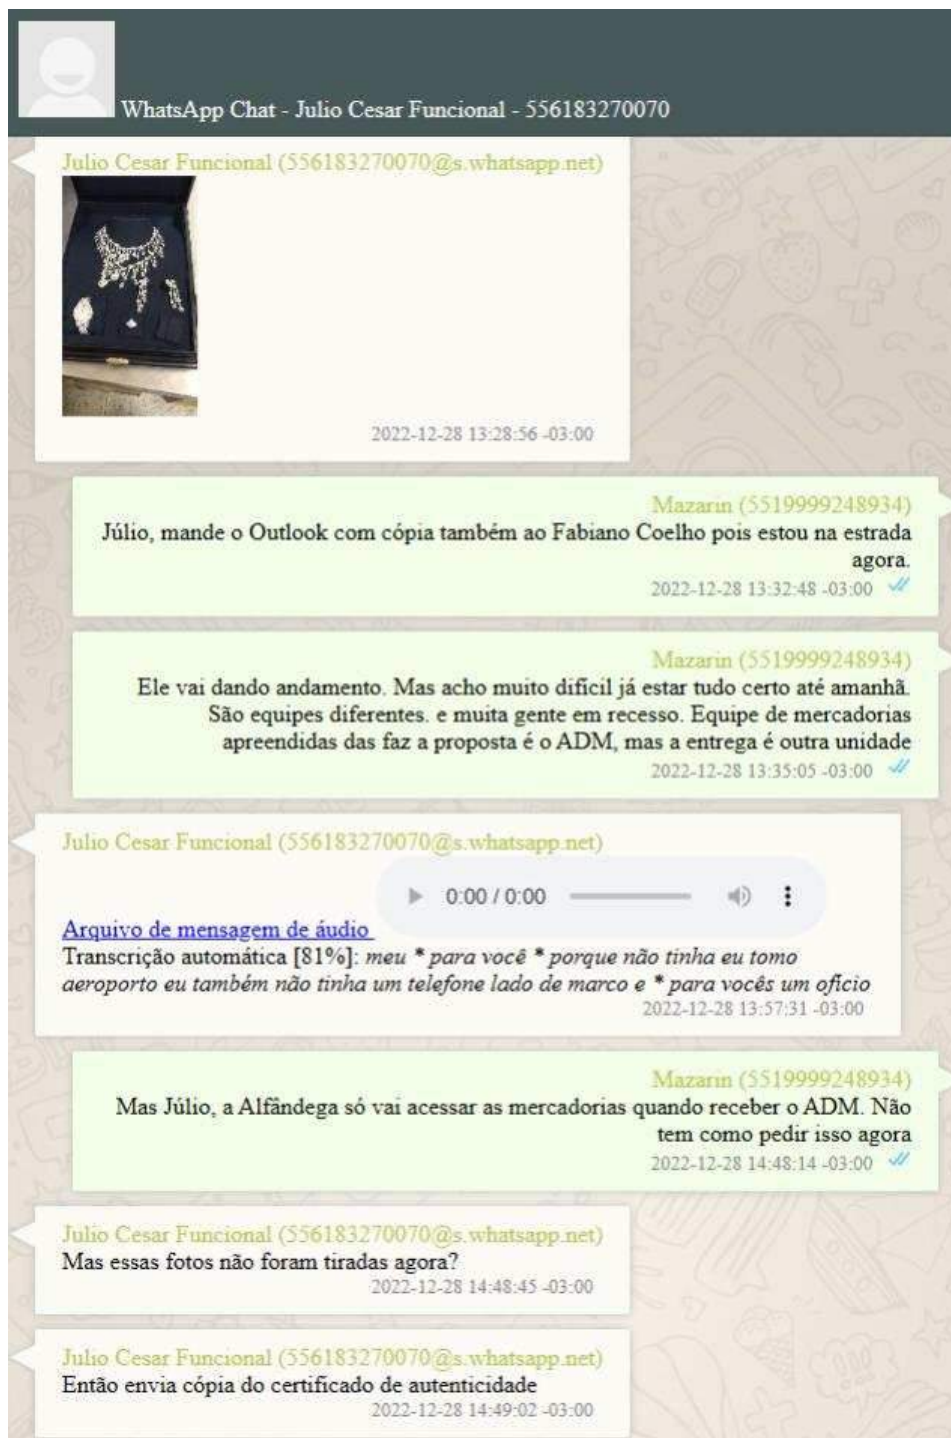 WhatsApp Chat - Julio Cesar Funcional - 556183270070
Julio Cesar Funcional (556183270070@s.whatsapp.net)
2022-12-28 13:28:56 -03:00
Mazarin (5519999248934)
Júlio, mande o Outlook com cópia também ao Fabiano Coelho pois estou na estrada
agora.
2022-12-28 13:32:48 -03:00
Mazarin (5519999248934)
Ele vai dando andamento. Mas acho muito difícil já estar tudo certo até amanhã.
São equipes diferentes. e muita gente em recesso. Equipe de mercadorias
apreendidas das faz a proposta é o ADM, mas a entrega é outra unidade
2022-12-28 13:35:05 -03:00
Julio Cesar Funcional (556183270070@s.whatsapp.net)
0:00 / 0:00
Arquivo de mensagem de áudio
Transcrição automática [81%]: meu * para você * porque não tinha eu tomo
aeroporto eu também não tinha um telefone lado de marco e * para vocês um ofício
2022-12-28 13:57:31 -03:00
Mazarin (5519999248934)
Mas Júlio, a Alfândega só vai acessar as mercadorias quando receber o ADM. Não
tem como pedir isso agora
2022-12-28 14:48:14 -03:00
Julio Cesar Funcional (556183270070@s.whatsapp.net)
Mas essas fotos não foram tiradas agora?
2022-12-28 14:48:45 -03:00
Julio Cesar Funcional (556183270070@s.whatsapp.net)
Então envia cópia do certificado de autenticidade
2022-12-28 14:49:02 -03:00